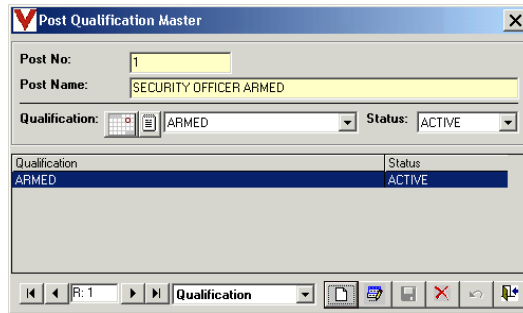 Post Qualification Master
Post No: 1
Post Name: SECURITY OFFICER ARMED
Qualification: ARMED Status: ACTIVE
Qualification Status
ARMED ACTIVE
R: 1 Qualification